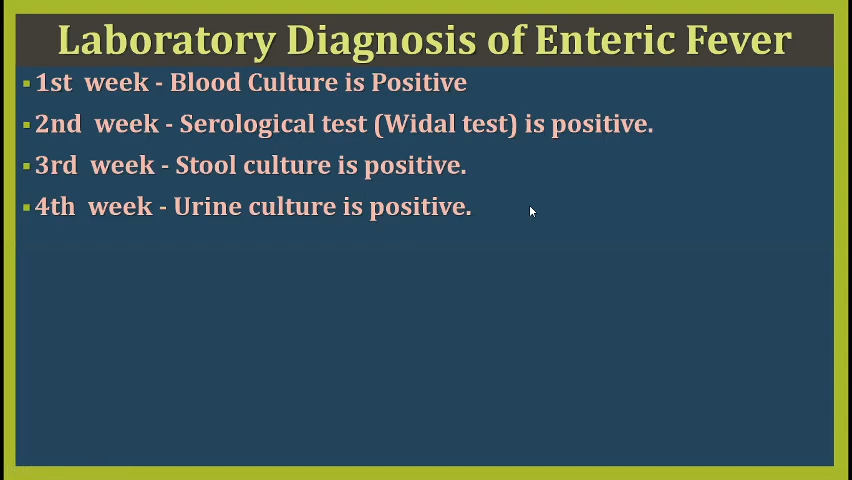 Laboratory Diagnosis of Enteric Fever
▪1st week - Blood Culture is Positive
▪2nd week - Serological test (Widal test) is positive.
▪3rd week - Stool culture is positive.
▪4th week - Urine culture is positive.